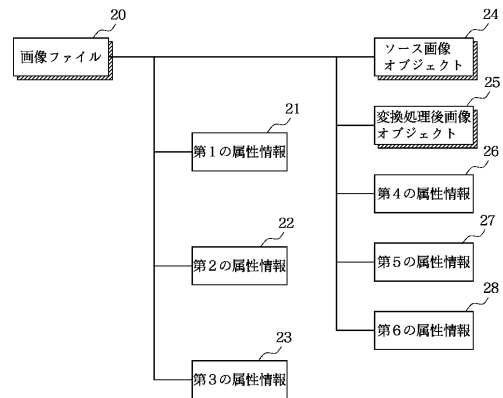 20
画像ファイル
21
第1の属性情報
22
第2の属性情報
23
第3の属性情報
24
ソース画像
オブジェクト
25
変換処理後画像
オブジェクト
26
第4の属性情報
27
第5の属性情報
28
第6の属性情報